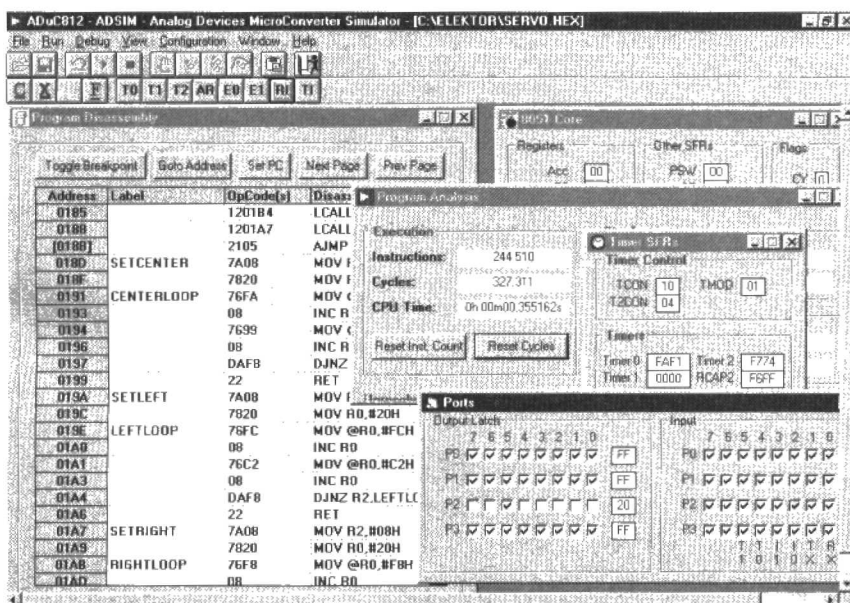 ADuC812 - ADSIM - Analog Devices MicroConverter Simulator - [C:\ELEKTOR\SERVO.HEX]
File Run Debug View Configuration Window Help
C X F T0 T1 T2 AR E0 E1 RI TI
Program Disassembly
Toggle Breakpoint Goto Address Set PC Next Page Prev Page
Address Label OpCode(s) Disass
0185 1201B4 LCALL
0188 1201A7 LCALL
[018B] 2105 AJMP
018D SETCENTER 7A08 MOV
018F 7820 MOV
0191 CENTERLOOP 76FA MOV
0193 08 INC R
0194 7699 MOV
0196 08 INC R
0197 DAF8 DJNZ
0199 22 RET
019A SETLEFT 7A08 MOV
019C 7820 MOV R0,#20H
019E LEFTLOOP 76FC MOV @R0,#FCH
01A0 08 INC R0
01A1 76C2 MOV @R0,#C2H
01A3 08 INC R0
01A4 DAF8 DJNZ R2,LEFTLO
01A6 22 RET
01A7 SETRIGHT 7A08 MOV R2,#08H
01A9 7820 MOV R0,#20H
01AB RIGHTLOOP 76F8 MOV @R0,#F8H
01AD 08 INC R0
8051 Core
Registers Other SFRs Flags
Acc 00 PSW 00 CY 0
Program Analysis
Execution
Instructions: 244 510
Cycles: 327.311
CPU Time: 0h 00m00.355162s
Reset Inst. Count Reset Cycles
Timer SFRs
Timer Control
TCON 10 TMOD 01
T2CON 04
Timers
Timer 0 FAF1 Timer 2 F774
Timer 1 0000 RCAP2 F6FF
Ports
Output Latch Input
7 6 5 4 3 2 1 0 7 6 5 4 3 2 1 0
P0 FF P0
P1 FF P1
P2 20 P2
P3 FF P3
T T I I T R
1 0 1 0 X X